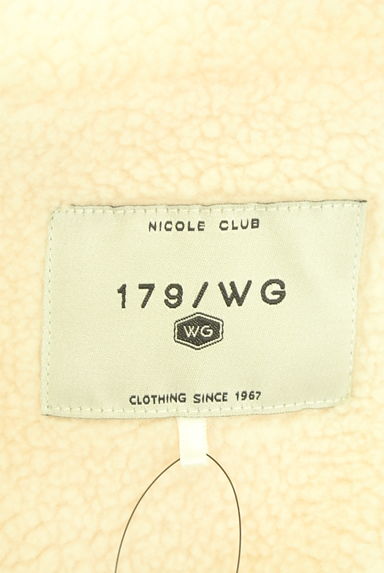 NICOLE CLUB
179/WG
WG
CLOTHING SINCE 1967